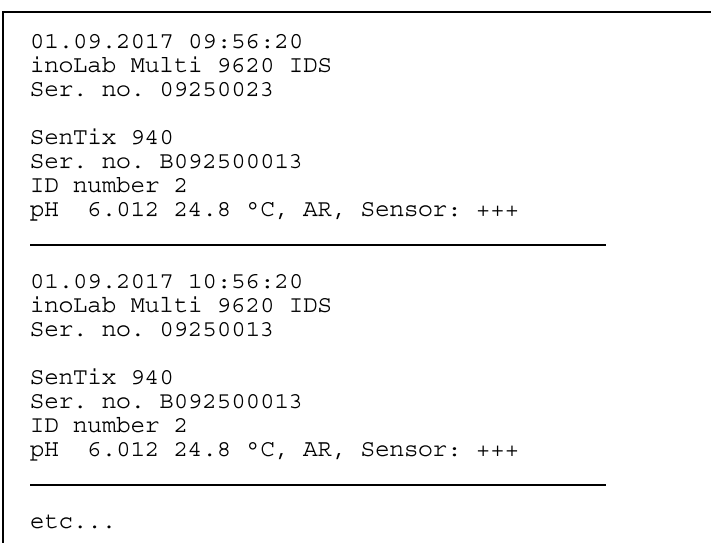 01.09.2017 09:56:20
inoLab Multi 9620 IDS
Ser. no. 09250023
SenTix 940
Ser. no. B092500013
ID number 2
pH  6.012 24.8 °C, AR, Sensor: +++
01.09.2017 10:56:20
inoLab Multi 9620 IDS
Ser. no. 09250013
SenTix 940
Ser. no. B092500013
ID number 2
pH  6.012 24.8 °C, AR, Sensor: +++
etc...